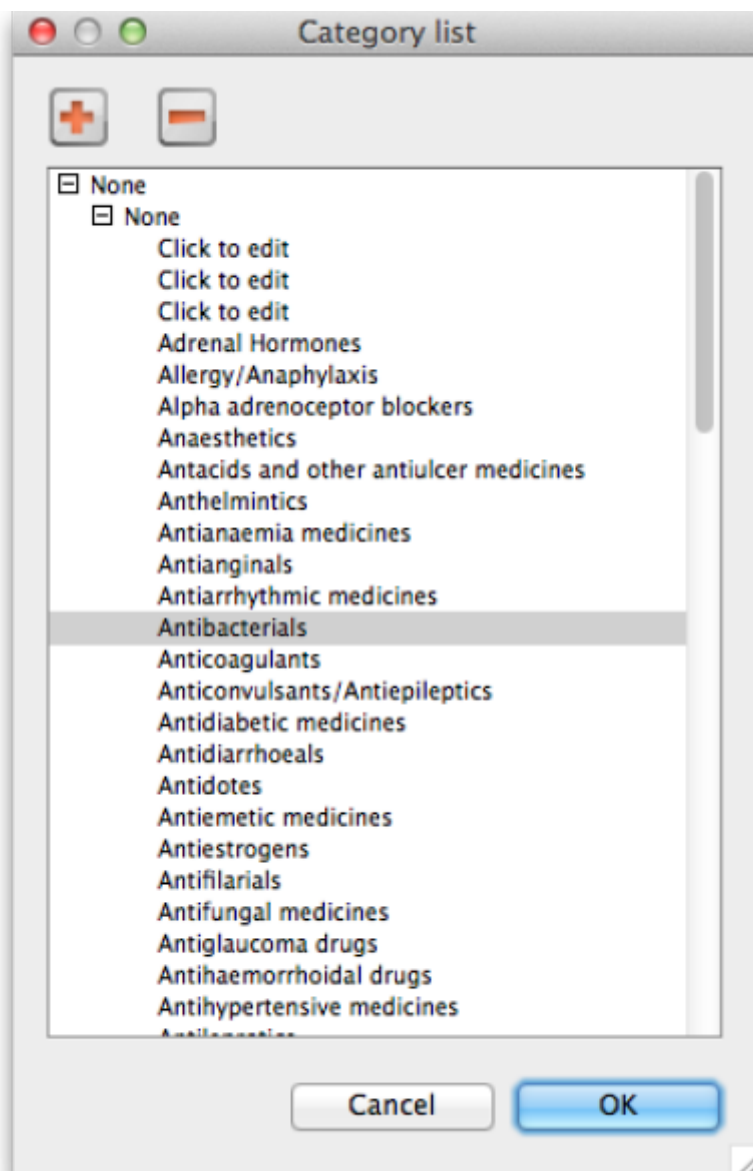 Category list
None
None
Click to edit
Click to edit
Click to edit
Adrenal Hormones
Allergy/Anaphylaxis
Alpha adrenoceptor blockers
Anaesthetics
Antacids and other antiulcer medicines
Anthelmintics
Antianaemia medicines
Antianginals
Antiarrhythmic medicines
Antibacterials
Anticoagulants
Anticonvulsants/Antiepileptics
Antidiabetic medicines
Antidiarrhoeals
Antidotes
Antiemetic medicines
Antiestrogens
Antifilarials
Antifungal medicines
Antiglaucoma drugs
Antihaemorrhoidal drugs
Antihypertensive medicines
Cancel OK